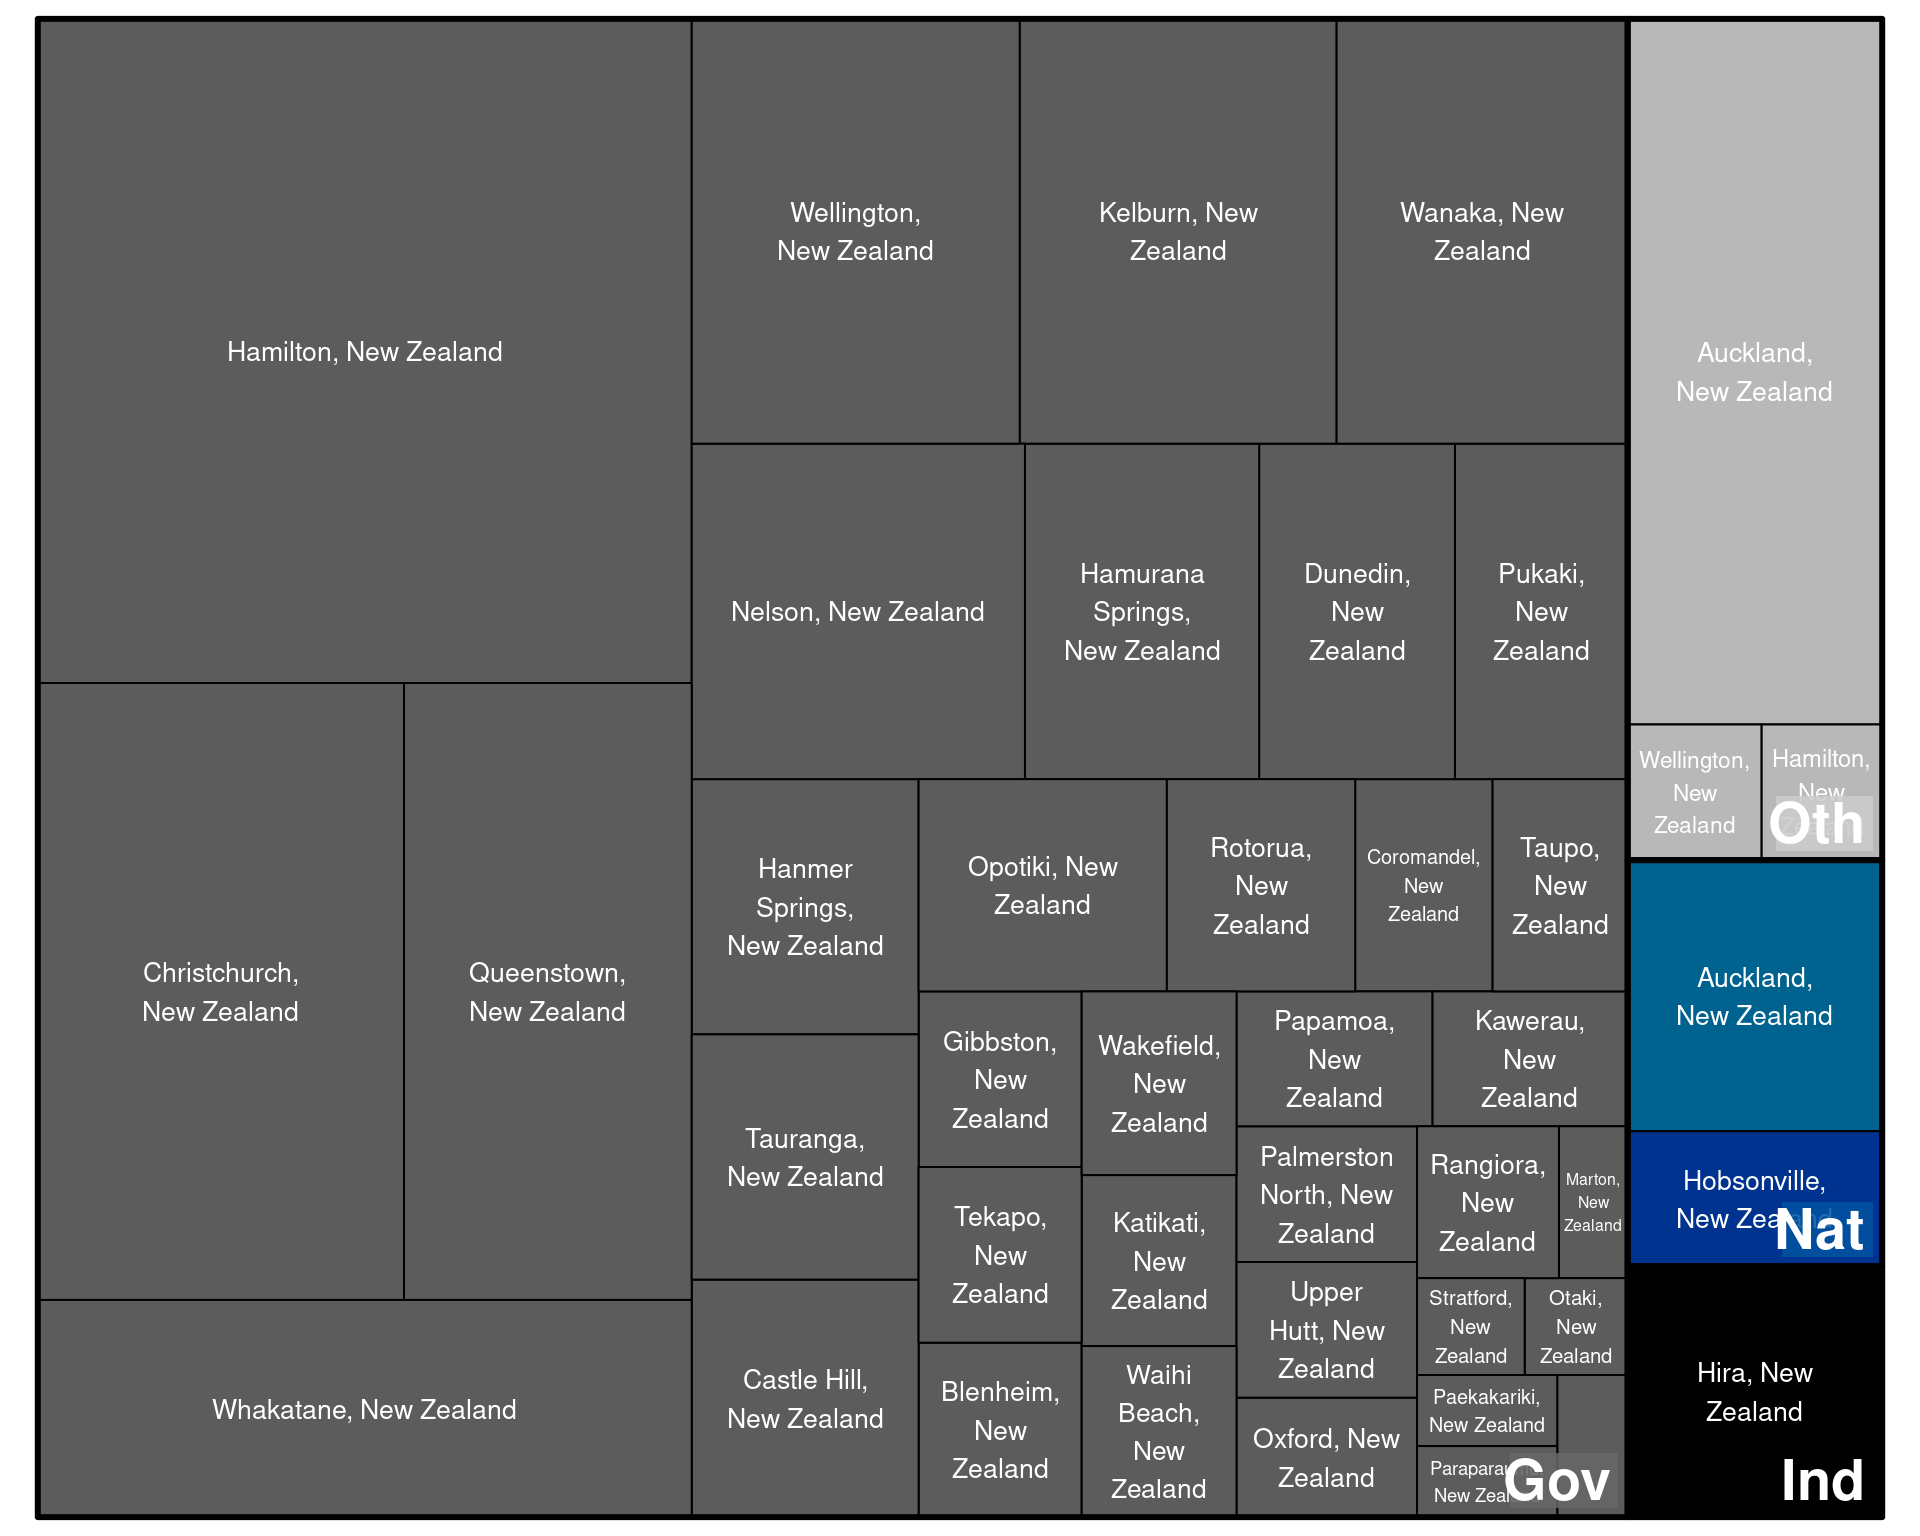 Hamilton, New Zealand
Christchurch,
New Zealand
Queenstown,
New Zealand
Whakatane, New Zealand
Wellington,
New Zealand
Kelburn, New
Zealand
Wanaka, New
Zealand
Nelson, New Zealand
Hamurana
Springs,
New Zealand
Dunedin,
New
Zealand
Pukaki,
New
Zealand
Hanmer
Springs,
New Zealand
Tauranga,
New Zealand
Castle Hill,
New Zealand
Opotiki, New
Zealand
Rotorua,
New
Zealand
Coromandel,
New
Zealand
Taupo,
New
Zealand
Gibbston,
New
Zealand
Tekapo,
New
Zealand
Blenheim,
New
Zealand
Wakefield,
New
Zealand
Katikati,
New
Zealand
Waihi
Beach,
New
Zealand
Papamoa,
New
Zealand
Kawerau,
New
Zealand
Palmerston
North, New
Zealand
Upper
Hutt, New
Zealand
Oxford, New
Zealand
Rangiora,
New
Zealand
Marton,
New
Zealand
Stratford,
New
Zealand
Otaki,
New
Zealand
Paekakariki,
New Zealand
New
Gov
Auckland,
New Zealand
Wellington,
New
Zealand
Hamilton,
New
Oth
Auckland,
New Zealand
Hobsonville,
New Zealand
Nat
Hira, New
Zealand
Ind